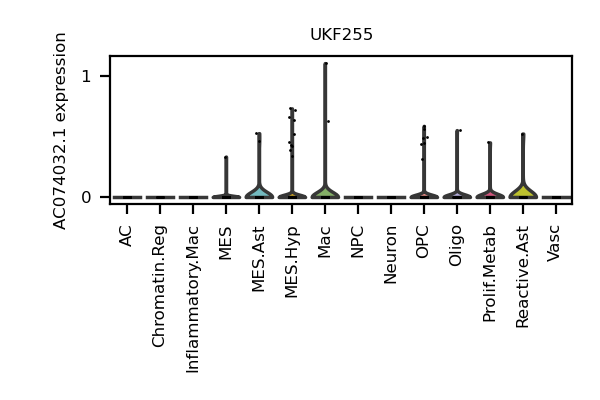 UKF255
AC074032.1 expression
1
0
AC
Chromatin.Reg
Inflammatory.Mac
MES
MES.Ast
MES.Hyp
Mac
NPC
Neuron
OPC
Oligo
Prolif.Metab
Reactive.Ast
Vasc